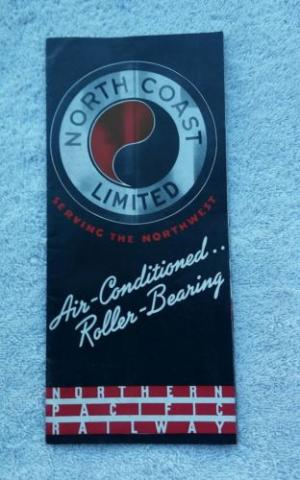 NORTH COAST
LIMITED
SERVING THE NORTHWEST
Air-Conditioned..
Roller-Bearing
NORTHERN
PACIFIC
RAILWAY